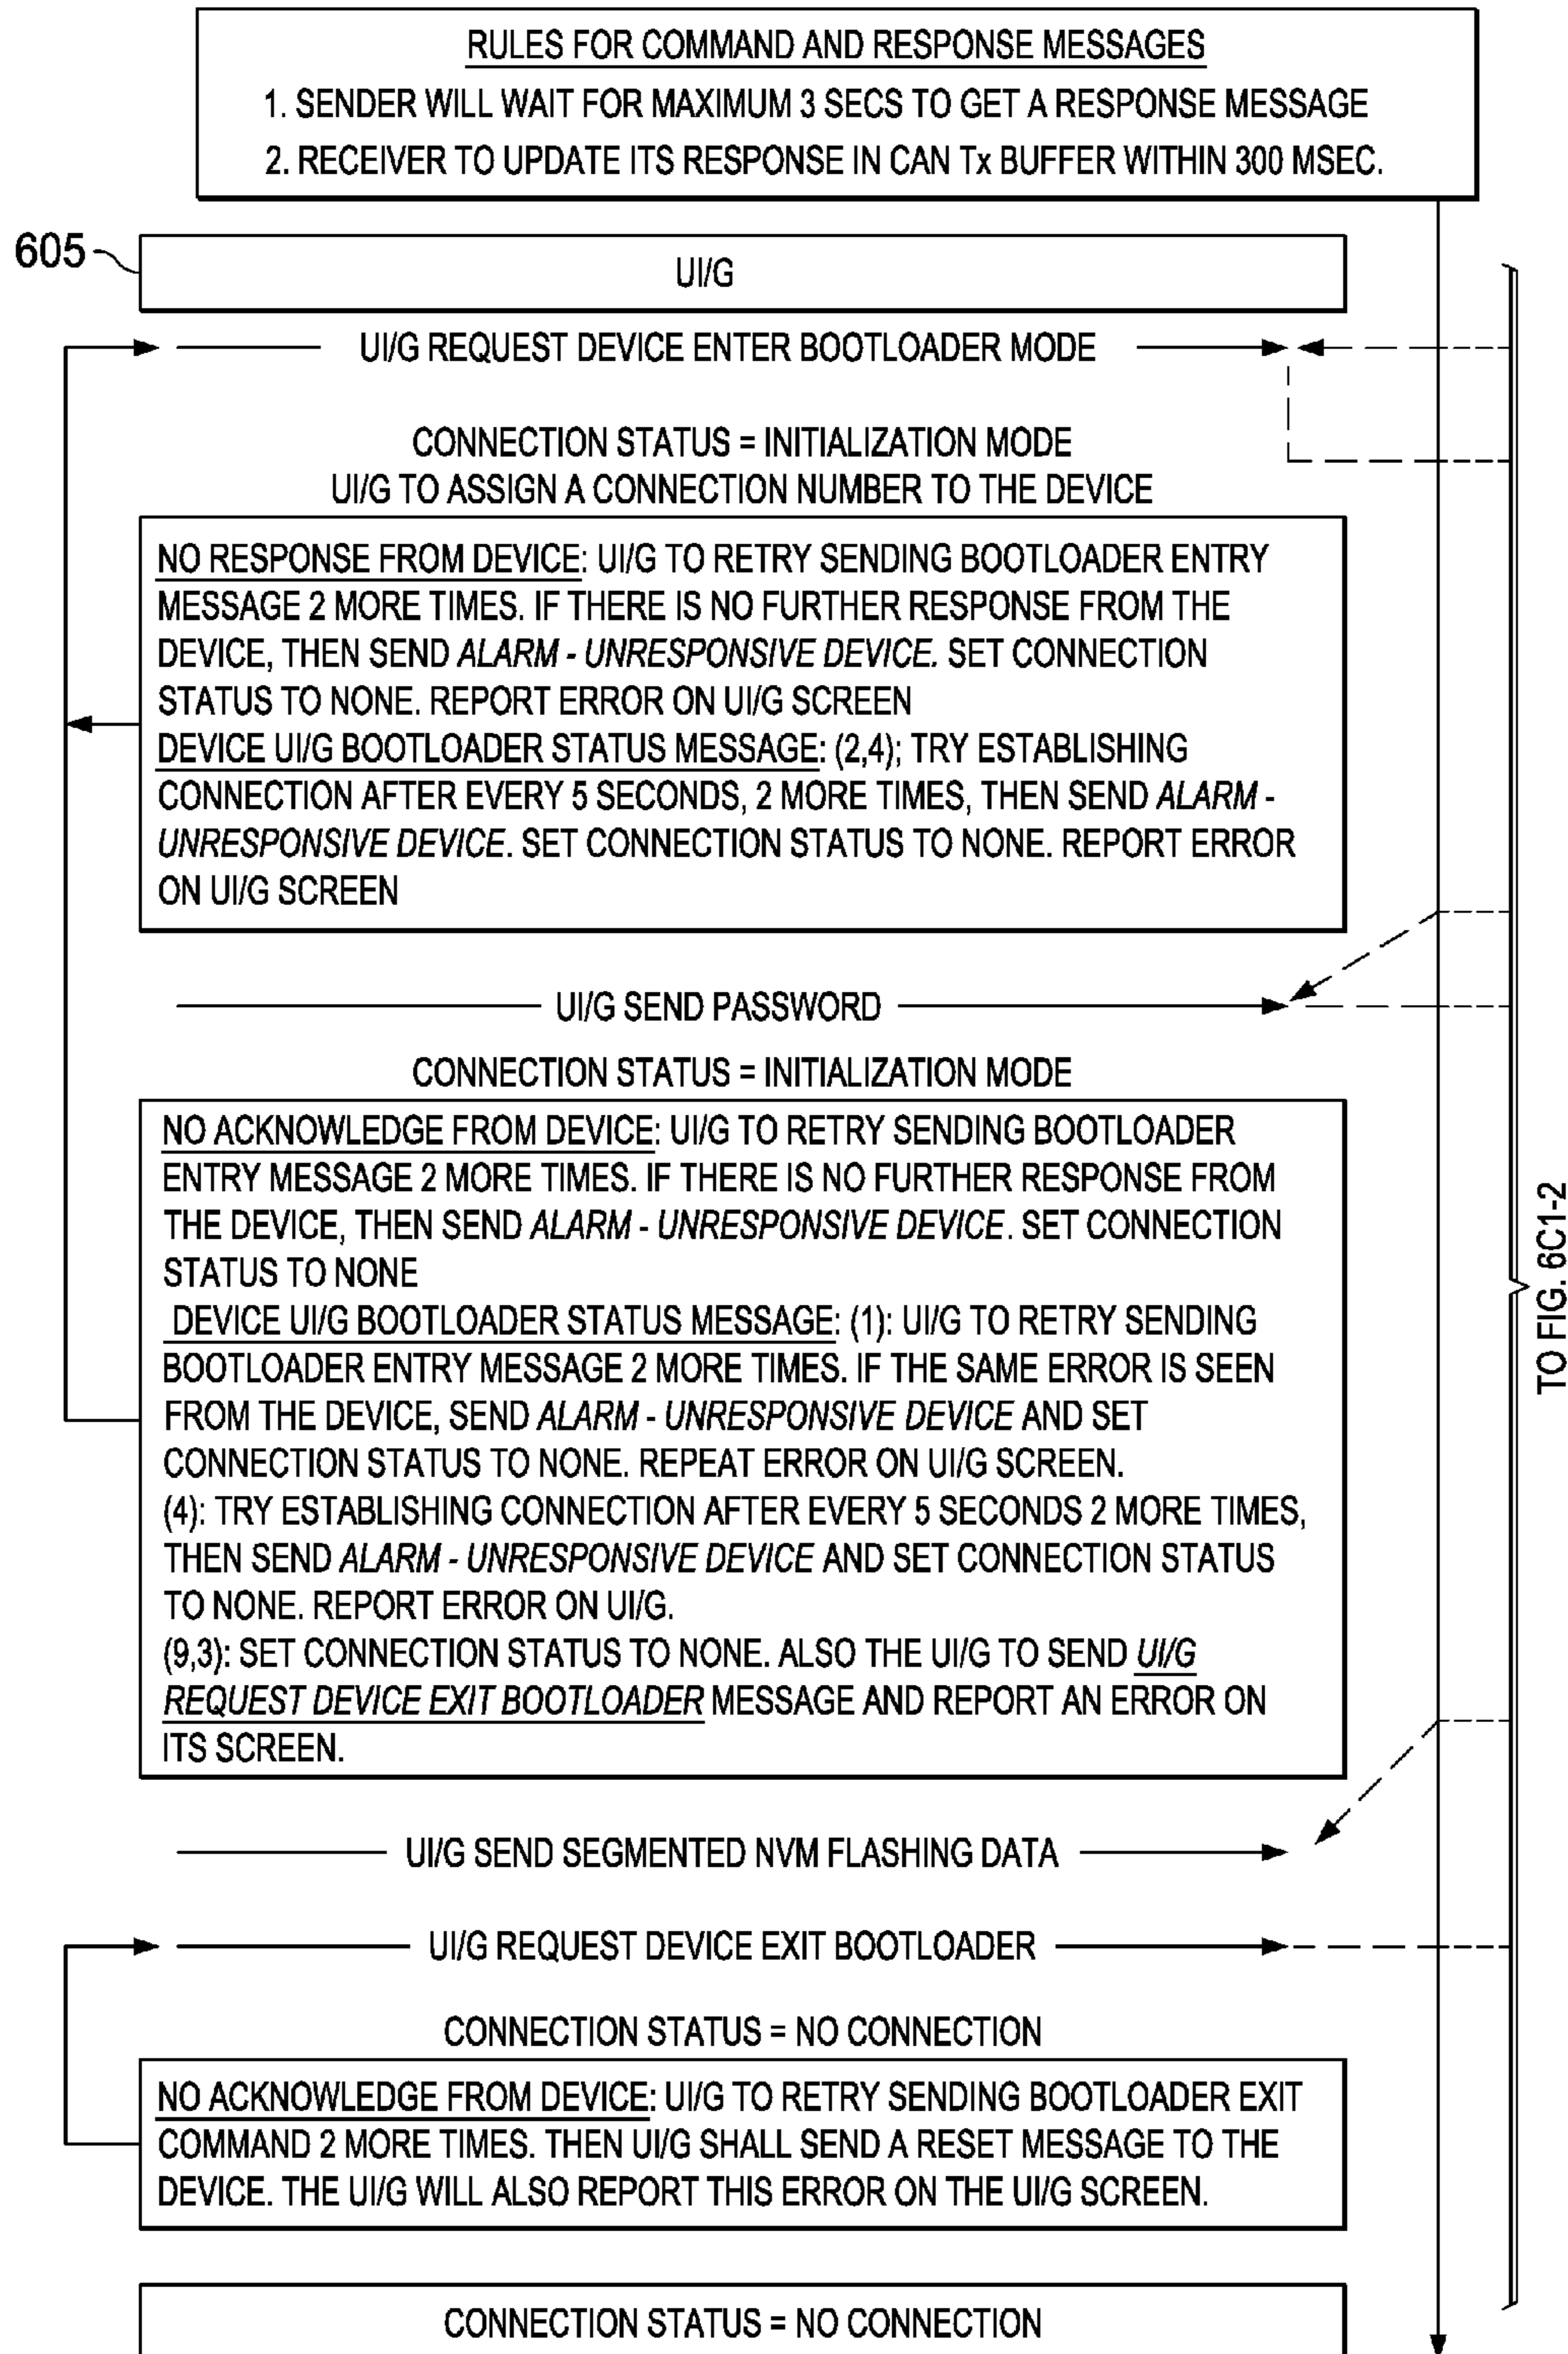 RULES FOR COMMAND AND RESPONSE MESSAGES
1. SENDER WILL WAIT FOR MAXIMUM 3 SECS TO GET A RESPONSE MESSAGE
2. RECEIVER TO UPDATE ITS RESPONSE IN CAN Tx BUFFER WITHIN 300 MSEC.
605
UI/G
UI/G REQUEST DEVICE ENTER BOOTLOADER MODE
CONNECTION STATUS = INITIALIZATION MODE
UI/G TO ASSIGN A CONNECTION NUMBER TO THE DEVICE
NO RESPONSE FROM DEVICE: UI/G TO RETRY SENDING BOOTLOADER ENTRY
MESSAGE 2 MORE TIMES. IF THERE IS NO FURTHER RESPONSE FROM THE
DEVICE, THEN SEND ALARM - UNRESPONSIVE DEVICE. SET CONNECTION
STATUS TO NONE. REPORT ERROR ON UI/G SCREEN
DEVICE UI/G BOOTLOADER STATUS MESSAGE: (2,4); TRY ESTABLISHING
CONNECTION AFTER EVERY 5 SECONDS, 2 MORE TIMES, THEN SEND ALARM -
UNRESPONSIVE DEVICE. SET CONNECTION STATUS TO NONE. REPORT ERROR
ON UI/G SCREEN
UI/G SEND PASSWORD
CONNECTION STATUS = INITIALIZATION MODE
NO ACKNOWLEDGE FROM DEVICE: UI/G TO RETRY SENDING BOOTLOADER
ENTRY MESSAGE 2 MORE TIMES. IF THERE IS NO FURTHER RESPONSE FROM
THE DEVICE, THEN SEND ALARM - UNRESPONSIVE DEVICE. SET CONNECTION
STATUS TO NONE
DEVICE UI/G BOOTLOADER STATUS MESSAGE: (1): UI/G TO RETRY SENDING
BOOTLOADER ENTRY MESSAGE 2 MORE TIMES. IF THE SAME ERROR IS SEEN
FROM THE DEVICE, SEND ALARM - UNRESPONSIVE DEVICE AND SET
CONNECTION STATUS TO NONE. REPEAT ERROR ON UI/G SCREEN.
(4): TRY ESTABLISHING CONNECTION AFTER EVERY 5 SECONDS 2 MORE TIMES,
THEN SEND ALARM - UNRESPONSIVE DEVICE AND SET CONNECTION STATUS
TO NONE. REPORT ERROR ON UI/G.
(9,3): SET CONNECTION STATUS TO NONE. ALSO THE UI/G TO SEND UI/G
REQUEST DEVICE EXIT BOOTLOADER MESSAGE AND REPORT AN ERROR ON
ITS SCREEN.
UI/G SEND SEGMENTED NVM FLASHING DATA
UI/G REQUEST DEVICE EXIT BOOTLOADER
CONNECTION STATUS = NO CONNECTION
NO ACKNOWLEDGE FROM DEVICE: UI/G TO RETRY SENDING BOOTLOADER EXIT
COMMAND 2 MORE TIMES. THEN UI/G SHALL SEND A RESET MESSAGE TO THE
DEVICE. THE UI/G WILL ALSO REPORT THIS ERROR ON THE UI/G SCREEN.
CONNECTION STATUS = NO CONNECTION
TO FIG. 6C1-2